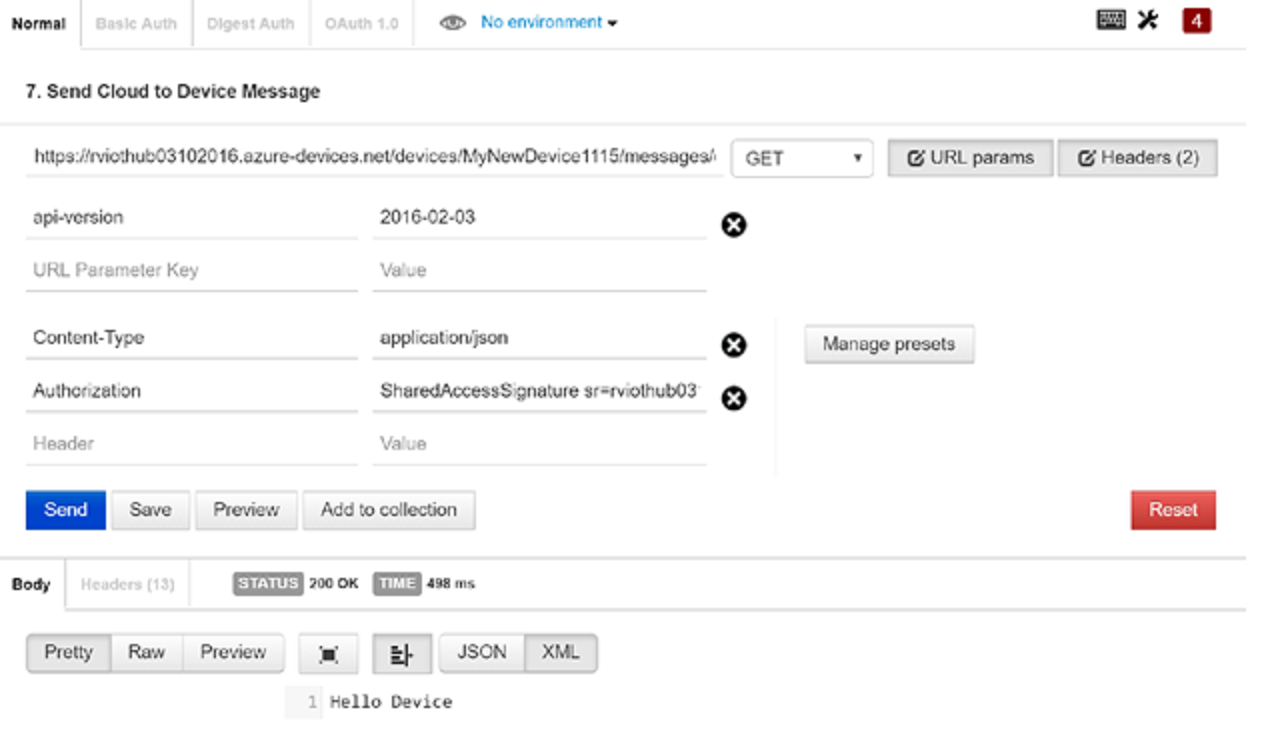 Normal Basic Auth Digest Auth OAuth 1.0 No environment 4
7. Send Cloud to Device Message
https://rviothub03102016.azure-devices.net/devices/MyNewDevice1115/messages/ GET URL params Headers (2)
api-version 2016-02-03
URL Parameter Key Value
Content-Type application/json Manage presets
Authorization SharedAccessSignature sr=rviothub03
Header Value
Send Save Preview Add to collection Reset
Body Headers (13) STATUS 200 OK TIME 498 ms
Pretty Raw Preview JSON XML
1 Hello Device